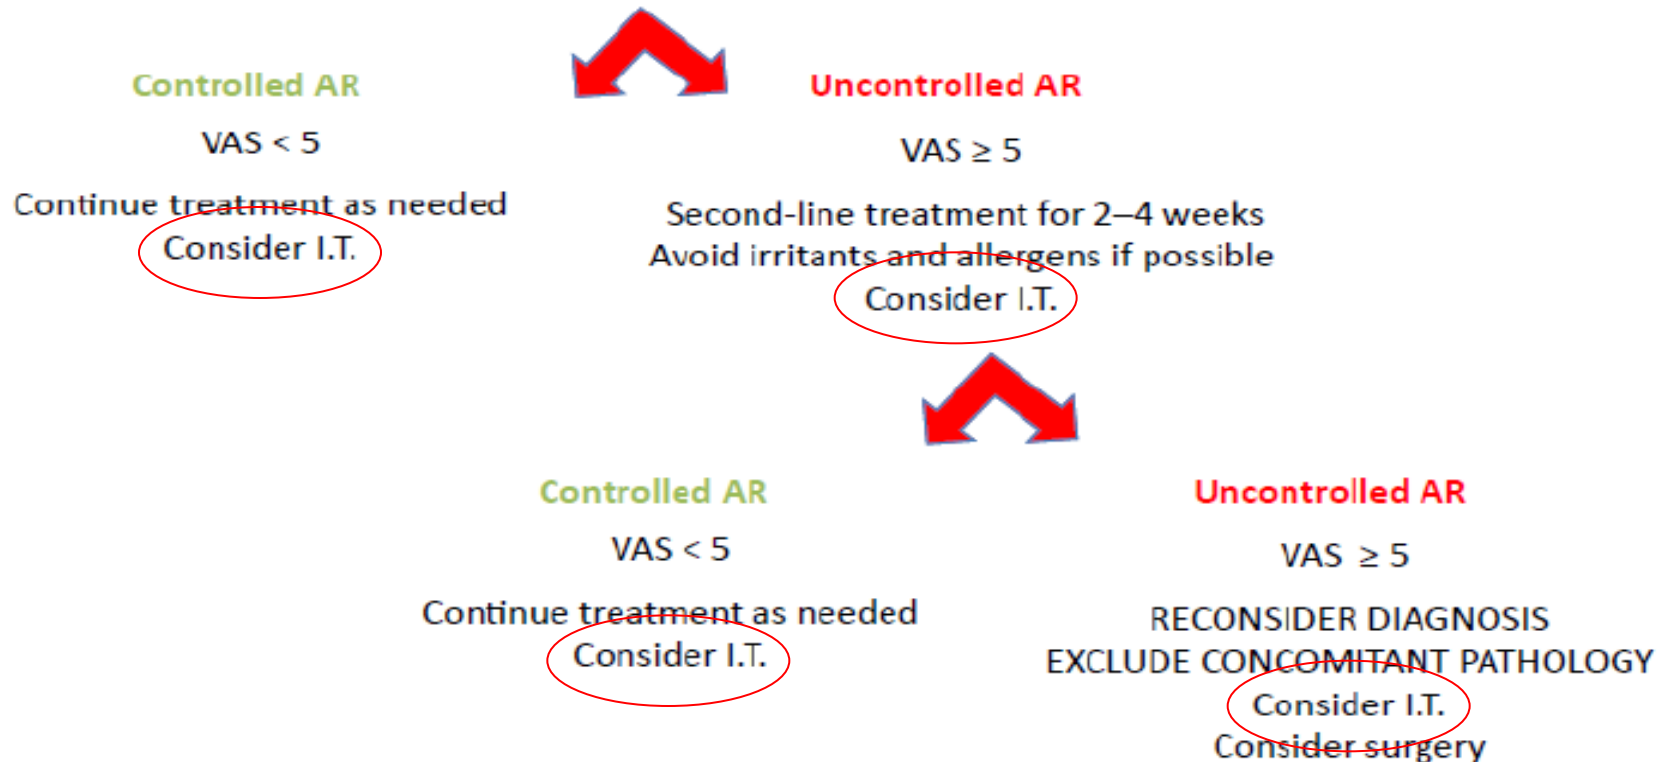 Controlled AR
VAS < 5
Continue treatment as needed
Consider I.T.
Uncontrolled AR
VAS ≥ 5
Second-line treatment for 2–4 weeks
Avoid irritants and allergens if possible
Consider I.T.
Controlled AR
VAS < 5
Continue treatment as needed
Consider I.T.
Uncontrolled AR
VAS ≥ 5
RECONSIDER DIAGNOSIS
EXCLUDE CONCOMITANT PATHOLOGY
Consider I.T.
Consider surgery